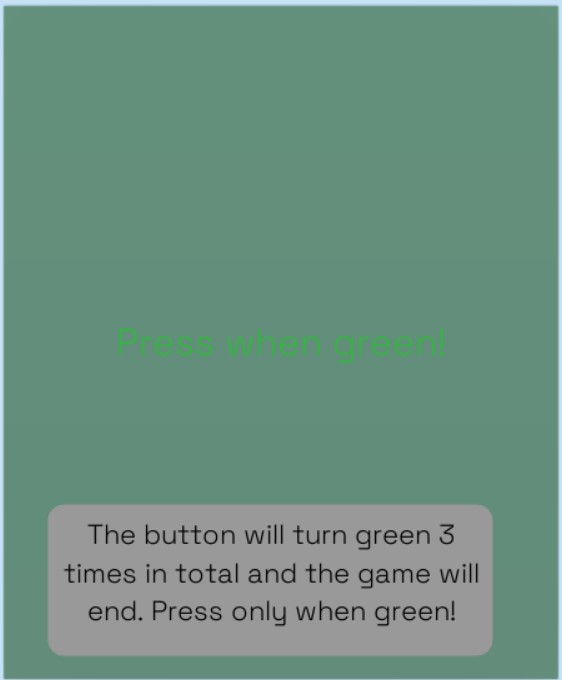 Press when green!
The button will turn green 3
times in total and the game will
end. Press only when green!